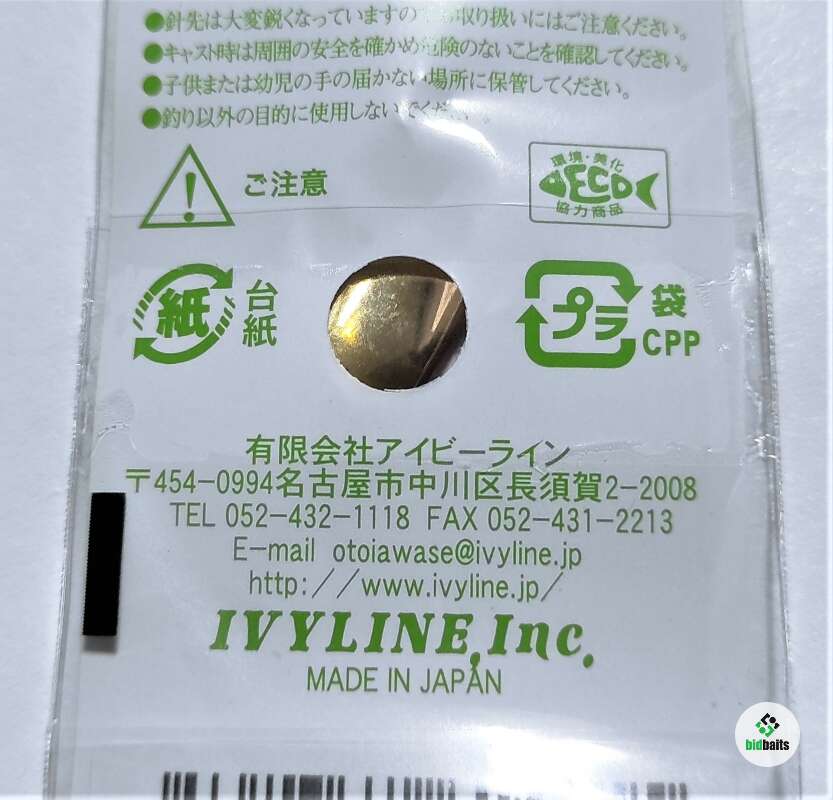 ●針先は大変鋭くなっていますので お取り扱いにはご注意ください。
●キャスト時は周囲の安全を確かめ危険のないことを確認してください。
●子供または幼児の手の届かない場所に保管してください。
●釣り以外の目的に使用しないでください。
ご注意
環境・美化
ECO
協力商品
紙
台紙
プラ
袋
CPP
有限会社アイビーライン
〒454-0994名古屋市中川区長須賀2-2008
TEL 052-432-1118 FAX 052-431-2213
E-mail otoiawase@ivyline.jp
http://www.ivyline.jp/
IVYLINE,Inc.
MADE IN JAPAN
bidbaits